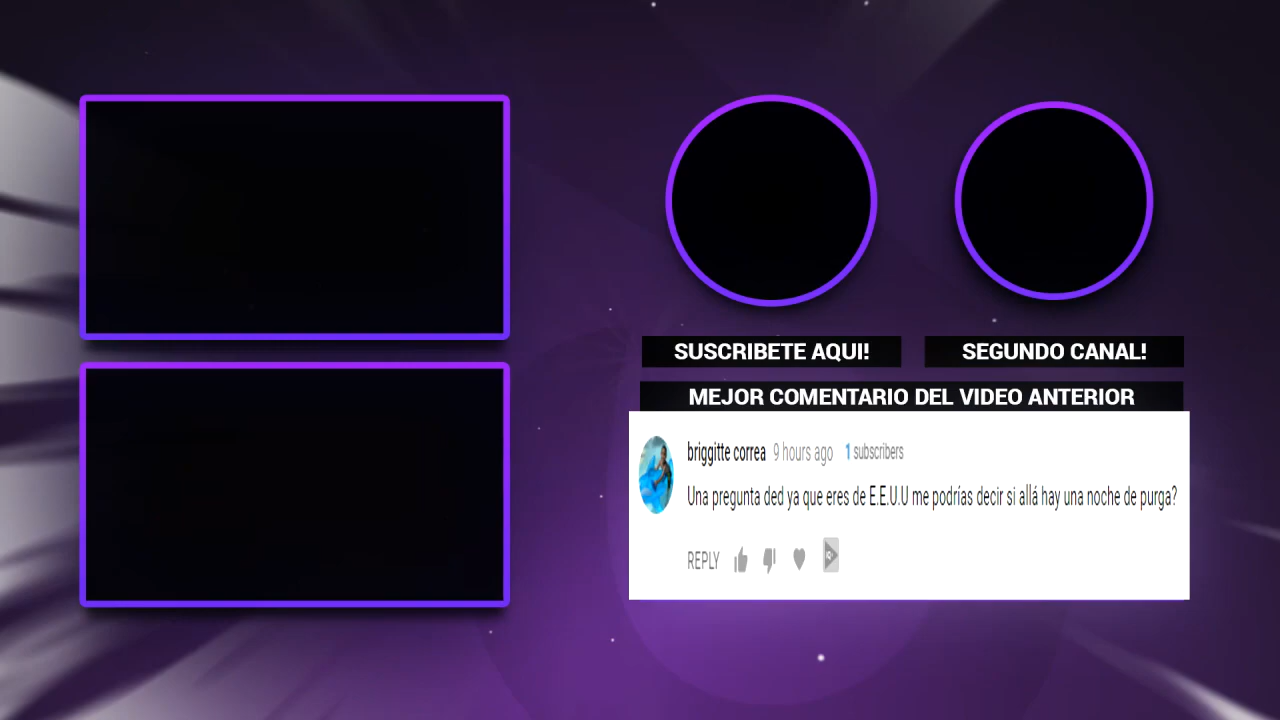 SUSCRIBETE AQUI!
SEGUNDO CANAL!
MEJOR COMENTARIO DEL VIDEO ANTERIOR
briggitte correa 9 hours ago 1 subscribers
Una pregunta ded ya que eres de E.E.U.U me podrías decir si allá hay una noche de purga?
REPLY